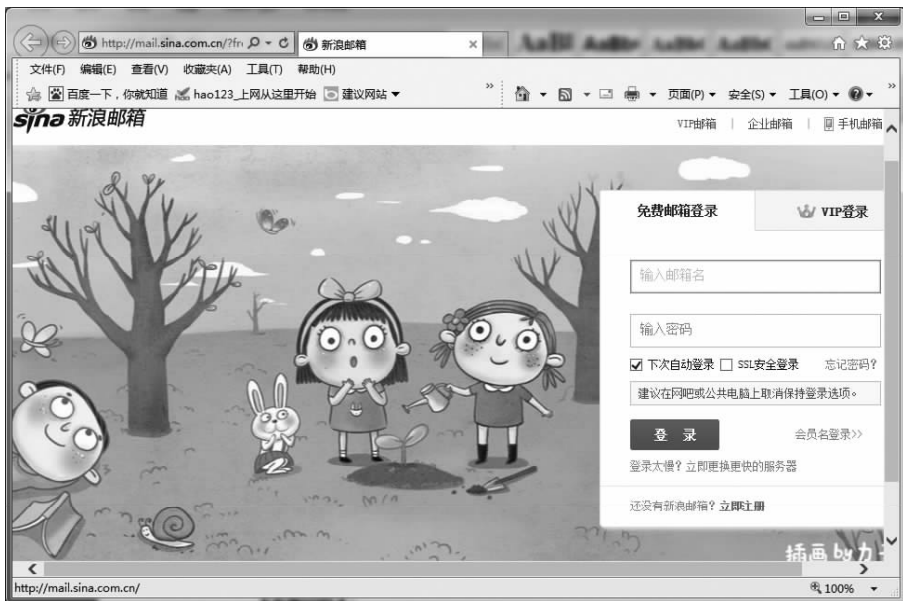 http://mail.sina.com.cn/?fr 新浪邮箱
文件(F) 编辑(E) 查看(V) 收藏夹(A) 工具(T) 帮助(H)
百度一下，你就知道 hao123_上网从这里开始 建议网站 页面(P) 安全(S) 工具(O)
sina 新浪邮箱 VIP邮箱 | 企业邮箱 | 手机邮箱
免费邮箱登录 VIP登录
输入邮箱名
输入密码
下次自动登录 SSL安全登录 忘记密码?
建议在网吧或公共电脑上取消保持登录选项。
登 录 会员名登录>>
登录太慢? 立即更换更快的服务器
还没有新浪邮箱? 立即注册
插画 by 力
http://mail.sina.com.cn/ 100%